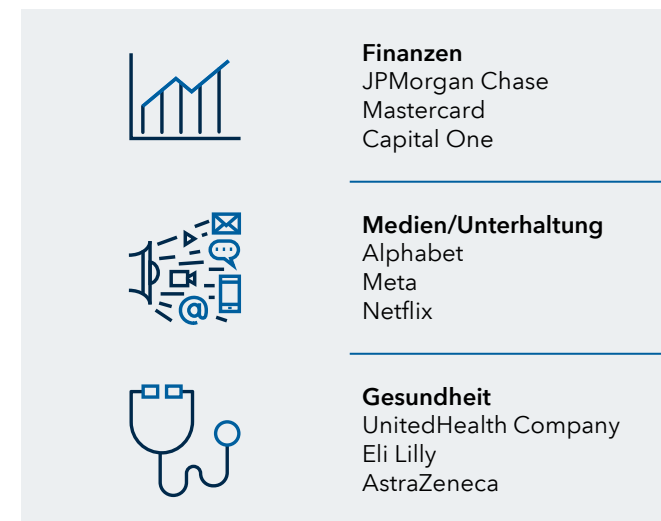 Finanzen
JPMorgan Chase
Mastercard
Capital One
Medien/Unterhaltung
Alphabet
Meta
Netflix
@
Gesundheit
UnitedHealth Company
Eli Lilly
AstraZeneca